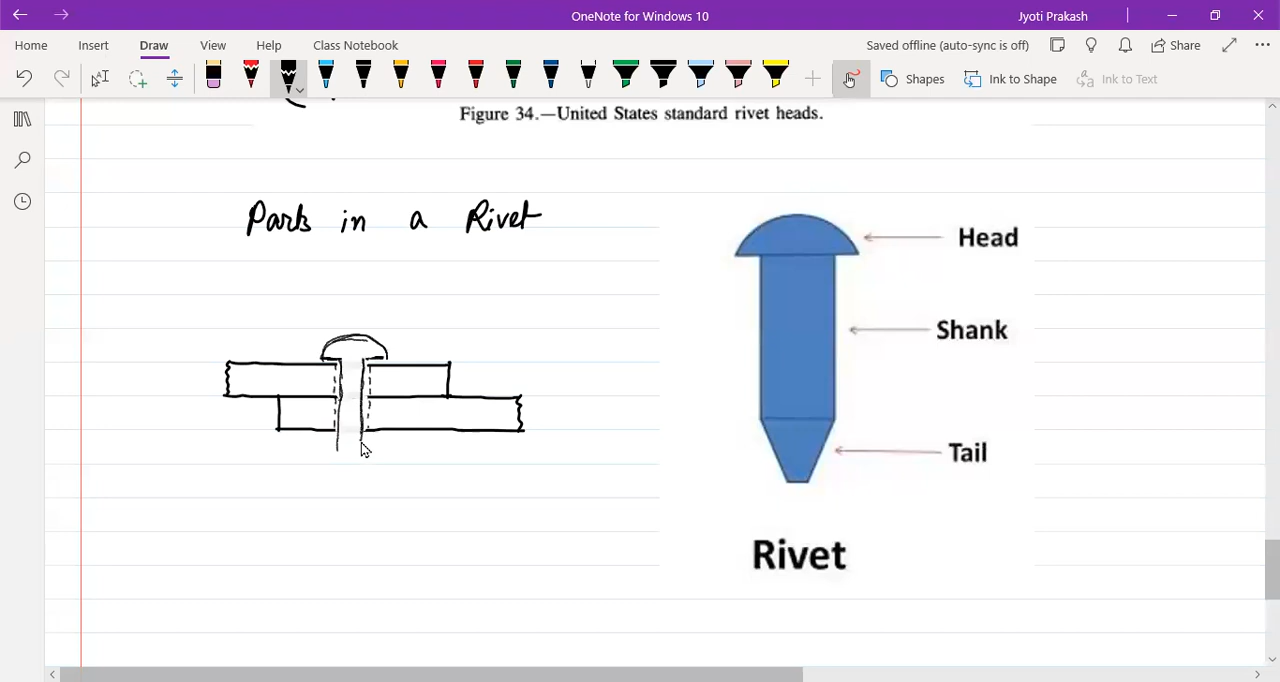 OneNote for Windows 10
Jyoti Prakash
Home Insert Draw View Help Class Notebook
Saved offline (auto-sync is off) Share
Shapes Ink to Shape Ink to Text
Figure 34.—United States standard rivet heads.
Parts in a Rivet
Head
Shank
Tail
Rivet